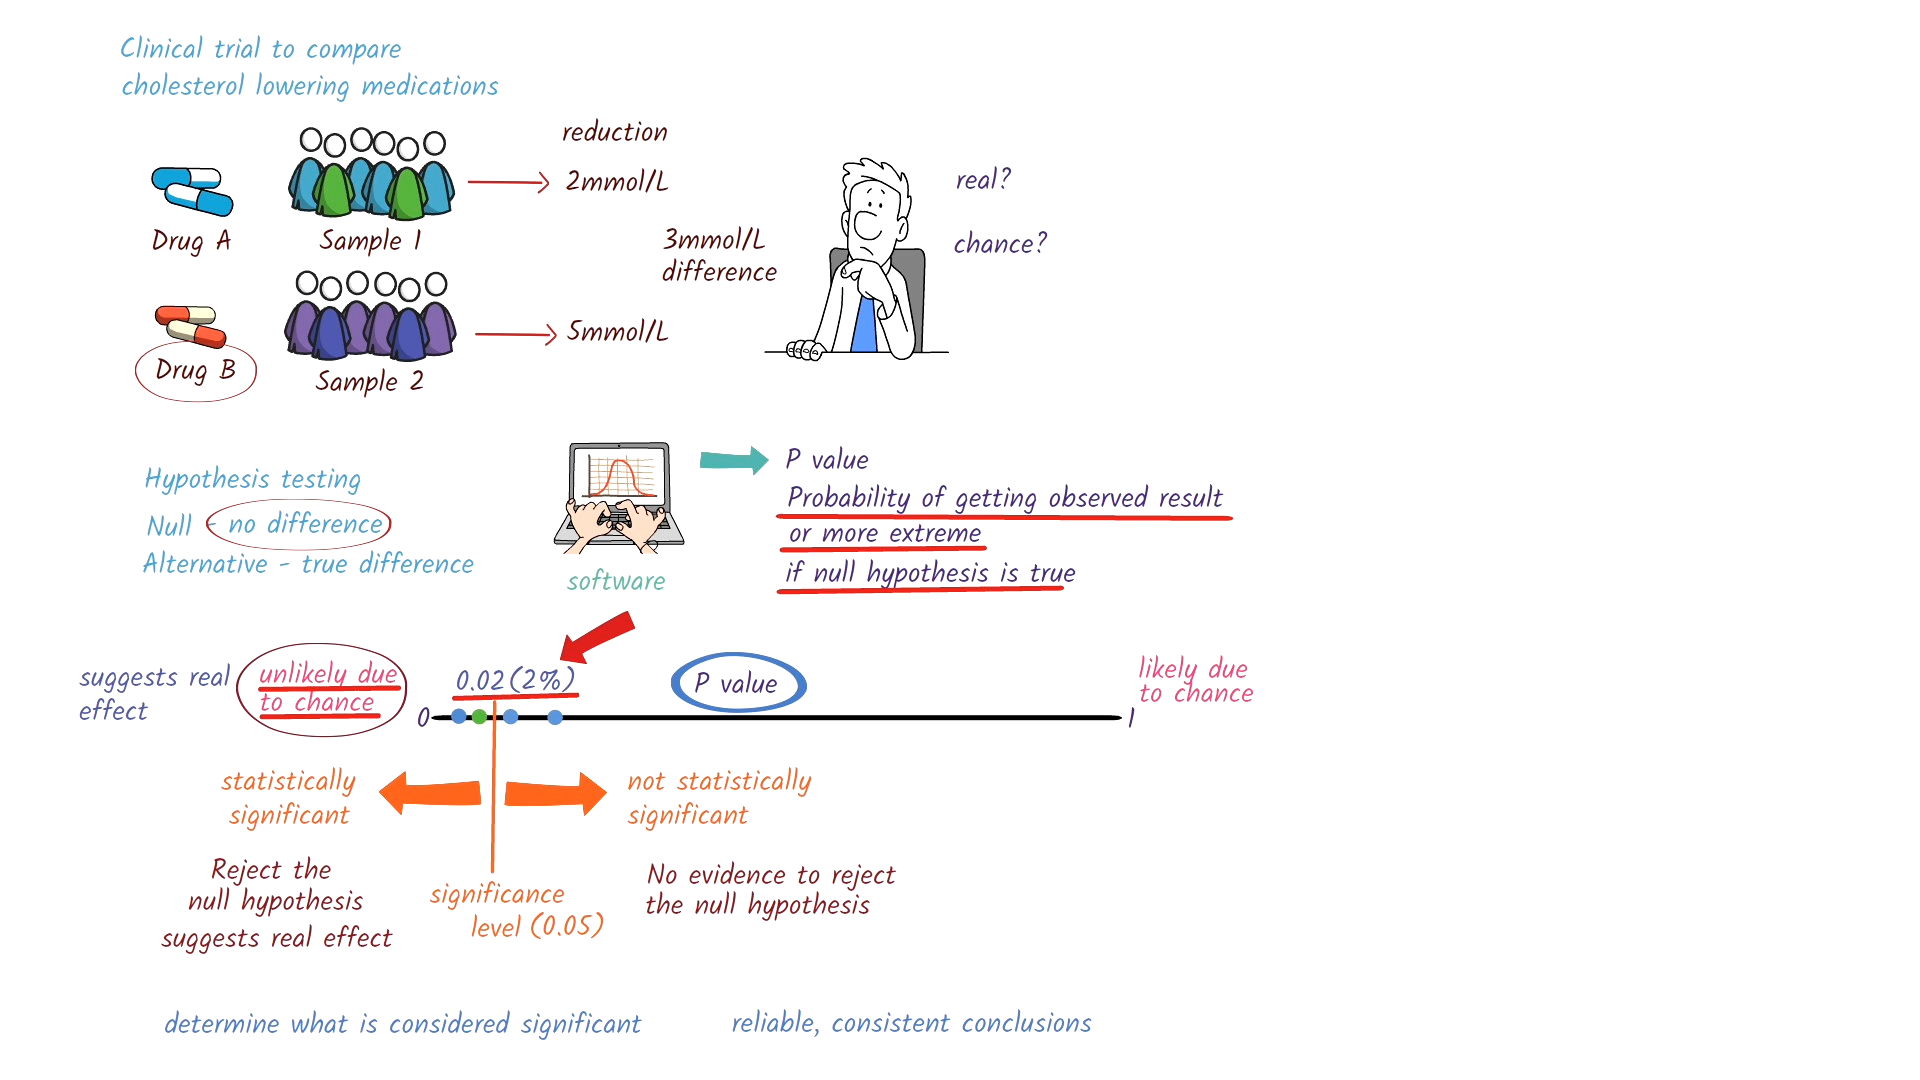 Clinical trial to compare
cholesterol lowering medications
reduction
2mmol/L
real?
Drug A
Sample 1
3mmol/L
difference
chance?
5mmol/L
Drug B
Sample 2
Hypothesis testing
Null - no difference
Alternative - true difference
software
P value
Probability of getting observed result
or more extreme
if null hypothesis is true
suggests real
effect
unlikely due
to chance
0.02 (2%)
P value
likely due
to chance
0
1
statistically
significant
not statistically
significant
Reject the
null hypothesis
suggests real effect
significance
level (0.05)
No evidence to reject
the null hypothesis
determine what is considered significant
reliable, consistent conclusions